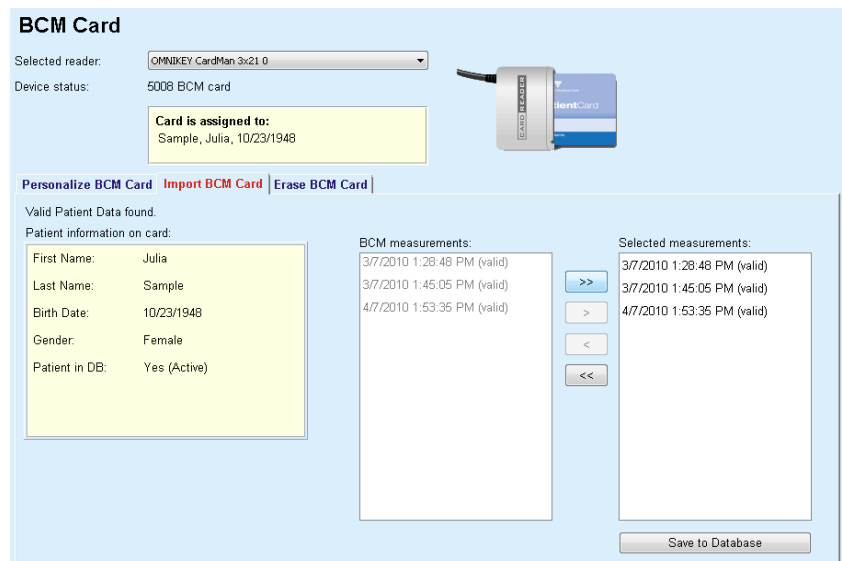 BCM Card
Selected reader: OMNIKEY CardMan 3x21 0
Device status: 5008 BCM card
Card is assigned to:
Sample, Julia, 10/23/1948
CARD READER
tientCard
Personalize BCM Card Import BCM Card Erase BCM Card
Valid Patient Data found.
Patient information on card:
First Name: Julia
Last Name: Sample
Birth Date: 10/23/1948
Gender: Female
Patient in DB: Yes (Active)
BCM measurements:
3/7/2010 1:28:48 PM (valid)
3/7/2010 1:45:05 PM (valid)
4/7/2010 1:53:35 PM (valid)
>>
>
<
<<
Selected measurements:
3/7/2010 1:28:48 PM (valid)
3/7/2010 1:45:05 PM (valid)
4/7/2010 1:53:35 PM (valid)
Save to Database